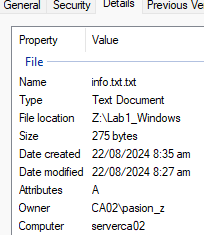 General Security Details Previous Ve
Property Value
File
Name info.txt.txt
Type Text Document
File location Z:\Lab1_Windows
Size 275 bytes
Date created 22/08/2024 8:35 am
Date modified 22/08/2024 8:27 am
Attributes A
Owner CA02\pasion_z
Computer serverca02